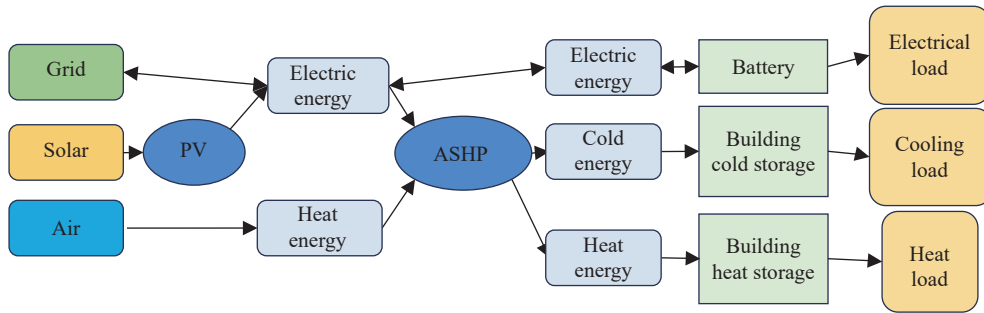 Grid
Electric
energy
Electric
energy
Battery
Electrical
load
Solar
PV
ASHP
Cold
energy
Building
cold storage
Cooling
load
Air
Heat
energy
Heat
energy
Building
heat storage
Heat
load